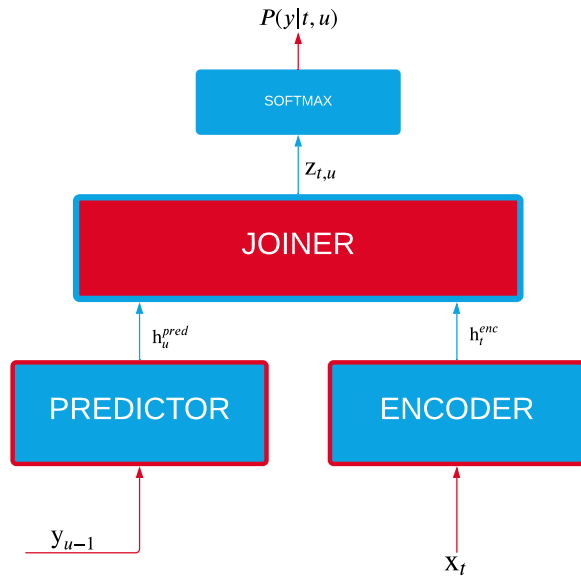 P(y|t, u)
SOFTMAX
z_{t,u}
JOINER
h_u^{pred} h_t^{enc}
PREDICTOR ENCODER
y_{u-1} x_t